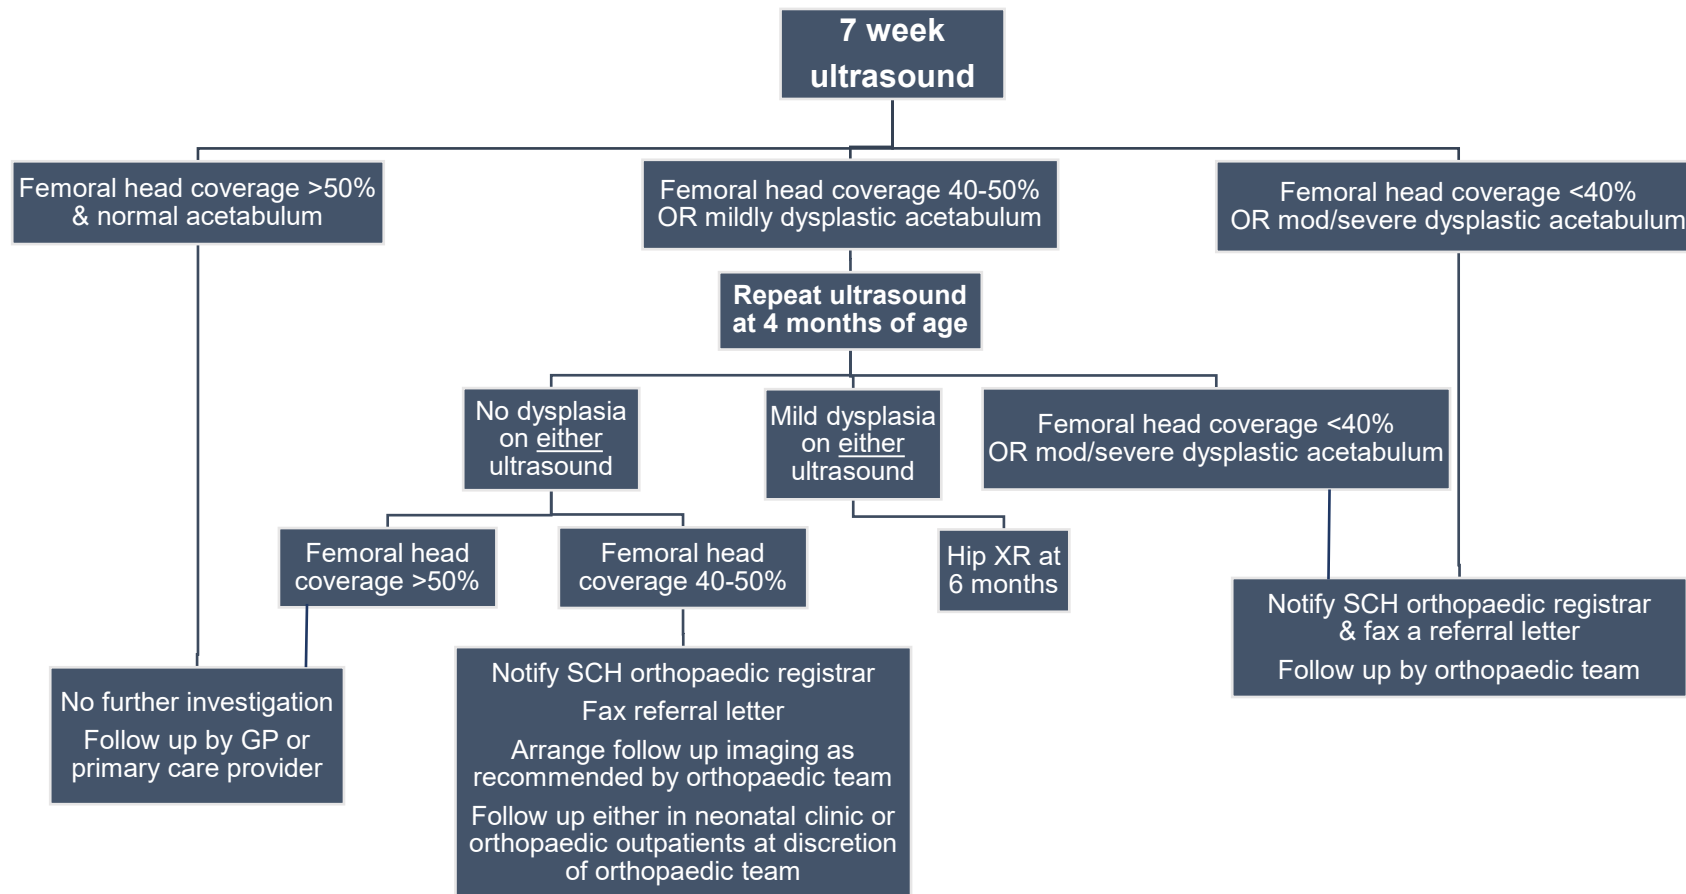 7 week
ultrasound
Femoral head coverage >50%
& normal acetabulum
Femoral head coverage 40-50%
OR mildly dysplastic acetabulum
Femoral head coverage <40%
OR mod/severe dysplastic acetabulum
Repeat ultrasound
at 4 months of age
No dysplasia
on either
ultrasound
Mild dysplasia
on either
ultrasound
Femoral head coverage <40%
OR mod/severe dysplastic acetabulum
Femoral head
coverage >50%
Femoral head
coverage 40-50%
Hip XR at
6 months
No further investigation
Follow up by GP or
primary care provider
Notify SCH orthopaedic registrar
Fax referral letter
Arrange follow up imaging as
recommended by orthopaedic team
Follow up either in neonatal clinic or
orthopaedic outpatients at discretion
of orthopaedic team
Notify SCH orthopaedic registrar
& fax a referral letter
Follow up by orthopaedic team